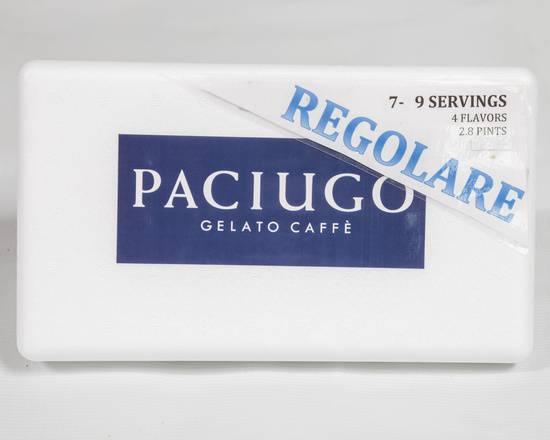 7- 9 SERVINGS
4 FLAVORS
2.8 PINTS
REGOLARE
PACIUGO
GELATO CAFFÈ